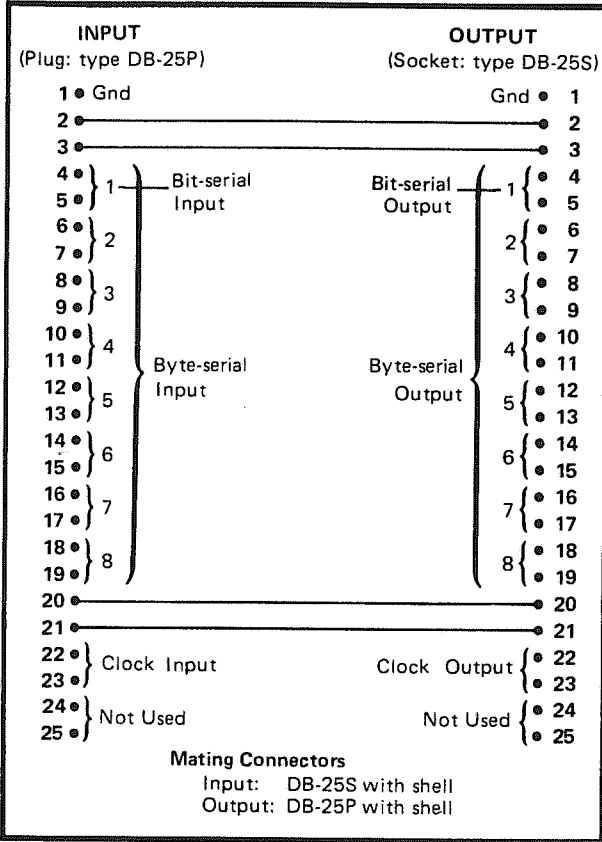 INPUT OUTPUT
(Plug: type DB-25P) (Socket: type DB-25S)
1 Gnd Gnd 1
2 2
3 3
4 4
1 Bit-serial Bit-serial 1
5 Input Output 5
6 6
2 2
7 7
8 8
3 3
9 9
10 10
4 4
11 11
Byte-serial Byte-serial
12 Input Output 12
5 5
13 13
14 14
6 6
15 15
16 16
7 7
17 17
18 18
8 8
19 19
20 20
21 21
22 22
Clock Input Clock Output
23 23
24 24
Not Used Not Used
25 25
Mating Connectors
Input: DB-25S with shell
Output: DB-25P with shell